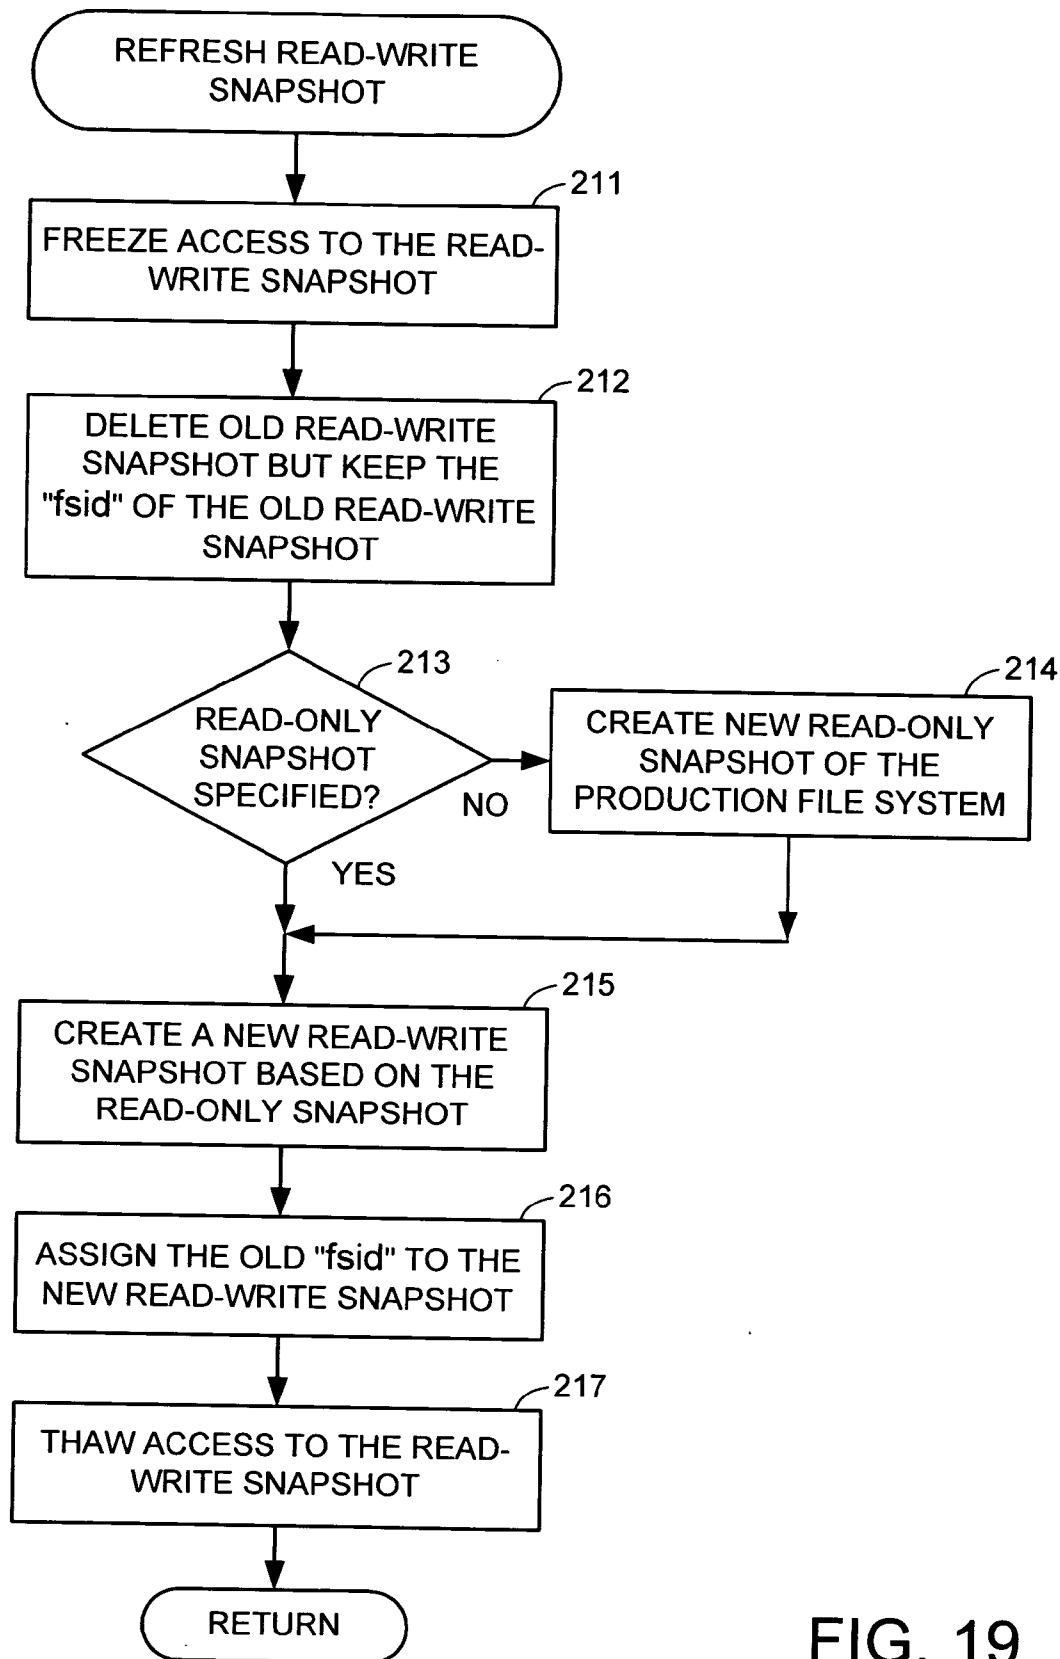 REFRESH READ-WRITE
SNAPSHOT
211
FREEZE ACCESS TO THE READ-
WRITE SNAPSHOT
212
DELETE OLD READ-WRITE
SNAPSHOT BUT KEEP THE
"fsid" OF THE OLD READ-WRITE
SNAPSHOT
213
READ-ONLY
SNAPSHOT
SPECIFIED?
NO
YES
214
CREATE NEW READ-ONLY
SNAPSHOT OF THE
PRODUCTION FILE SYSTEM
215
CREATE A NEW READ-WRITE
SNAPSHOT BASED ON THE
READ-ONLY SNAPSHOT
216
ASSIGN THE OLD "fsid" TO THE
NEW READ-WRITE SNAPSHOT
217
THAW ACCESS TO THE READ-
WRITE SNAPSHOT
RETURN
FIG. 19